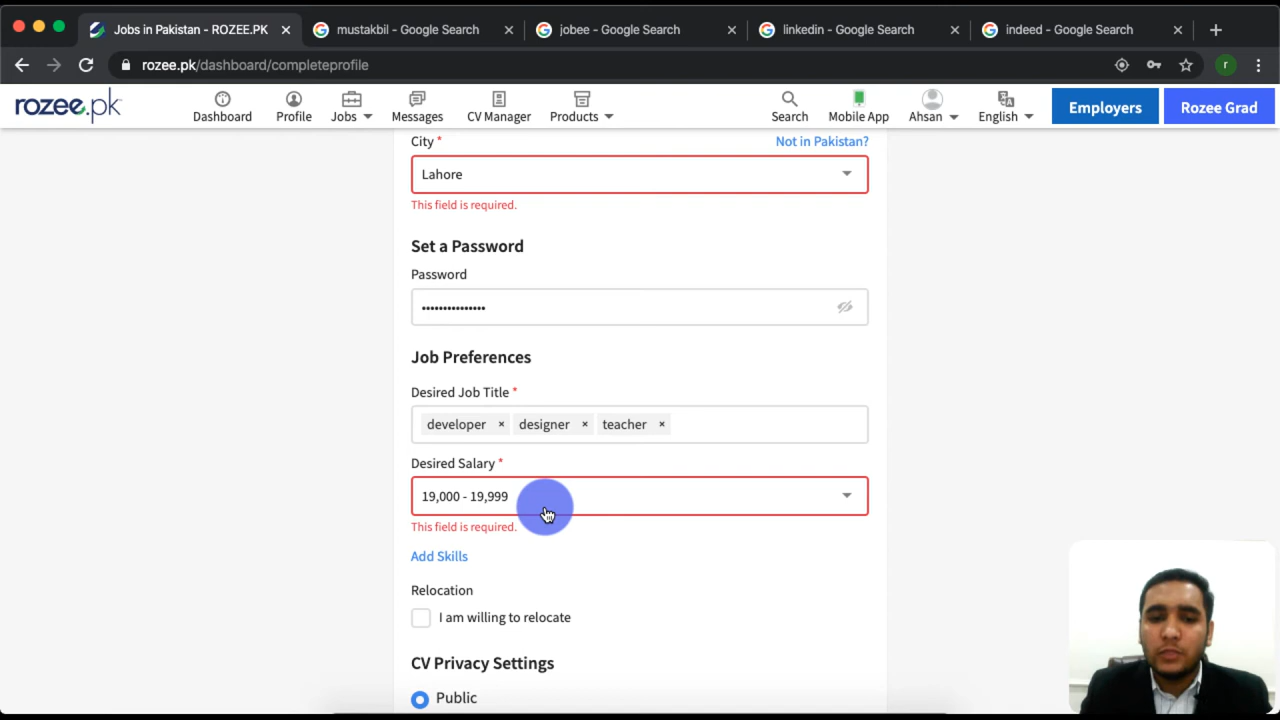 Jobs in Pakistan - ROZEE.PK
mustakbil - Google Search
jobee - Google Search
linkedin - Google Search
indeed - Google Search
rozee.pk/dashboard/completeprofile
r
rozee.pk
Dashboard
Profile
Jobs
Messages
CV Manager
Products
Search
Mobile App
Ahsan
English
Employers
Rozee Grad
City *
Not in Pakistan?
Lahore
This field is required.
Set a Password
Password
•••••••••••••••
Job Preferences
Desired Job Title *
developer × designer × teacher ×
Desired Salary *
19,000 - 19,999
This field is required.
Add Skills
Relocation
I am willing to relocate
CV Privacy Settings
Public